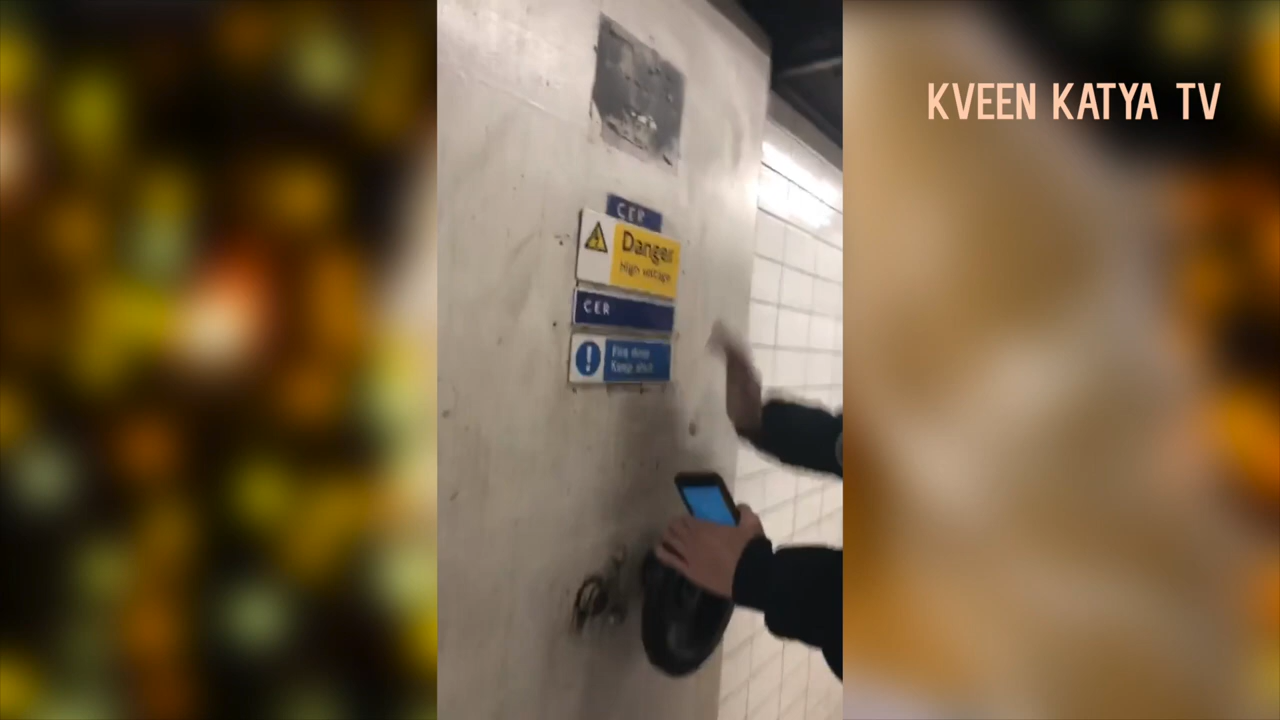 KVEEN KATYA TV
CER
Danger
High voltage
CER
Fire door
Keep shut